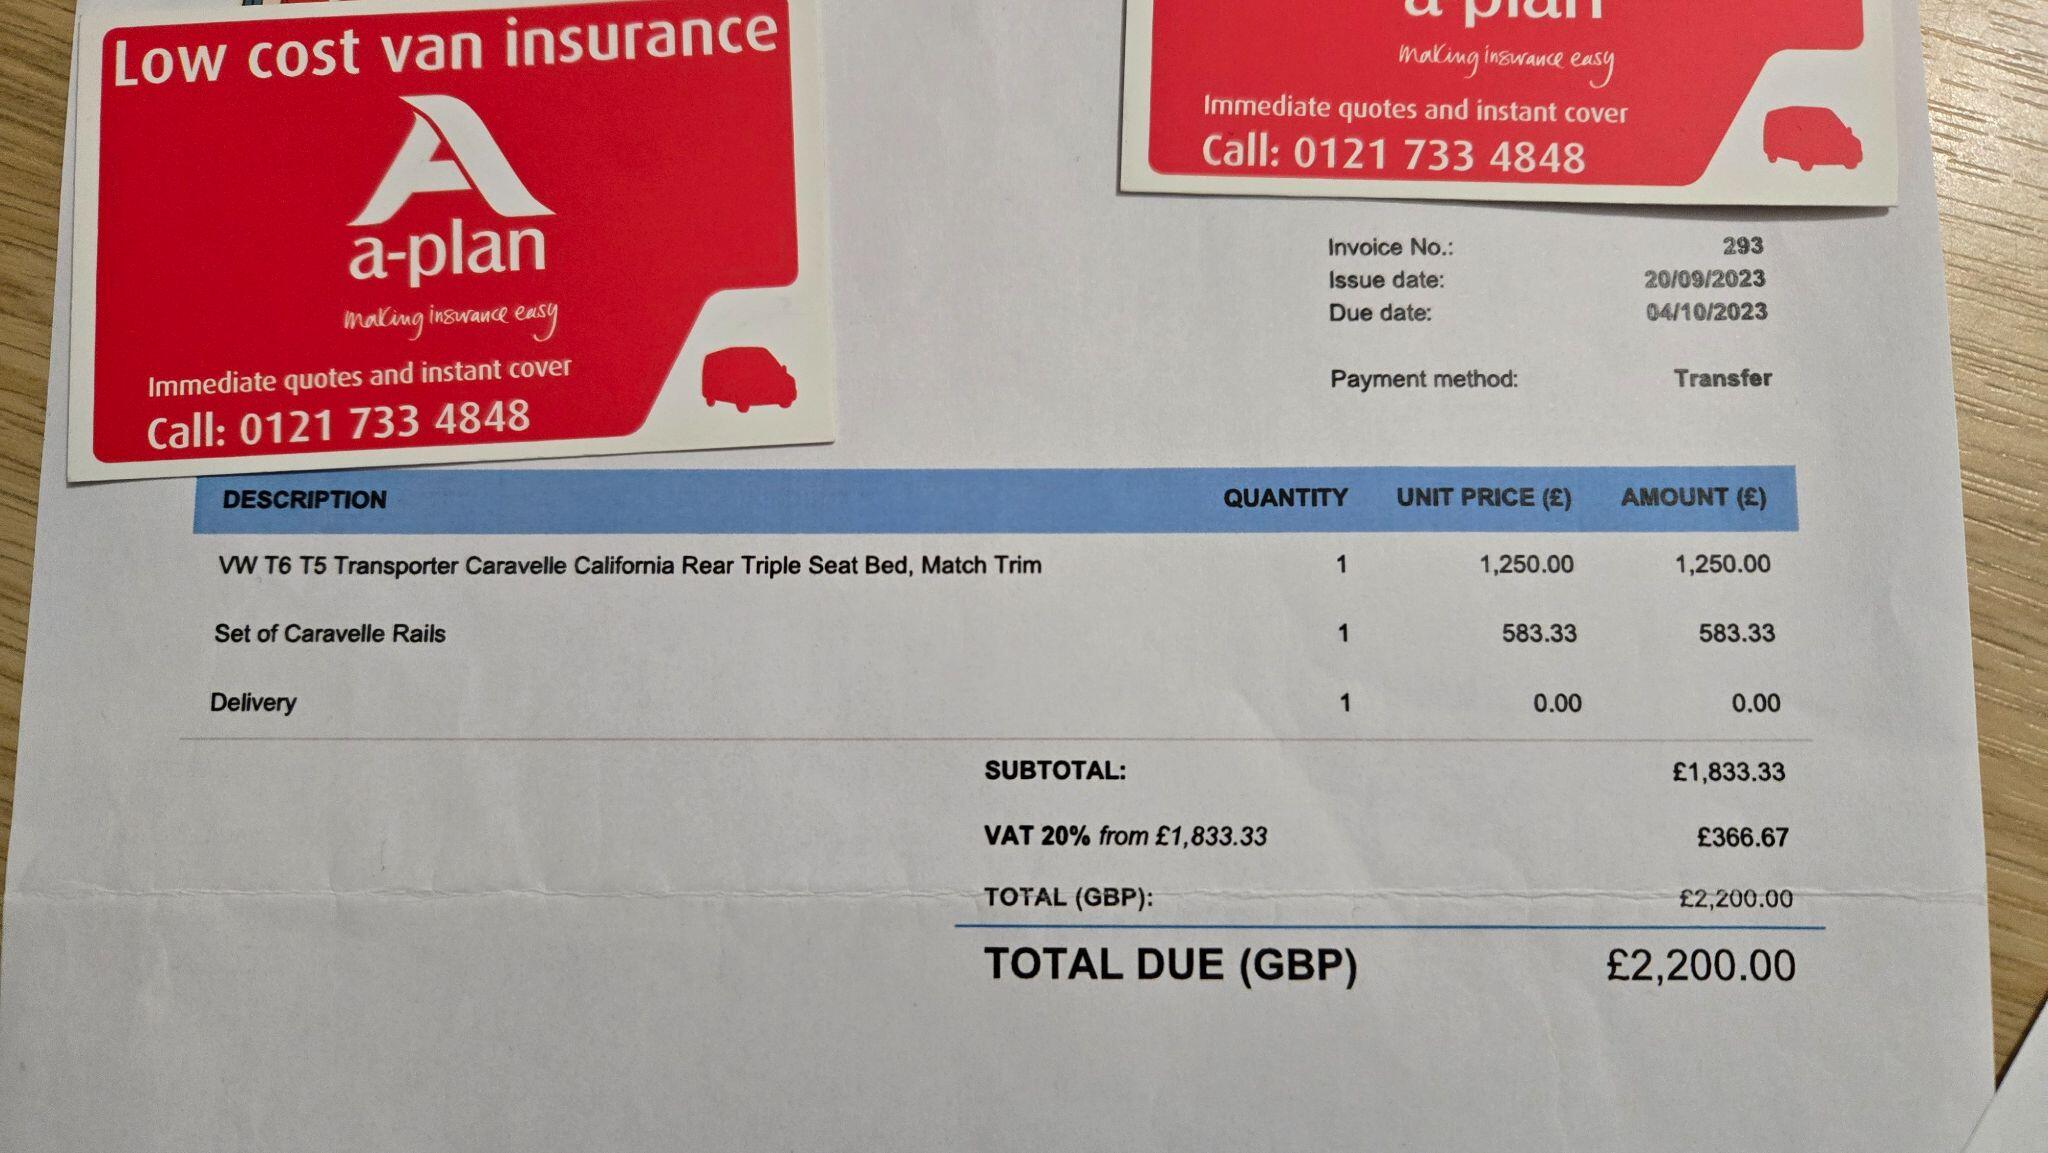 Low cost van insurance
a-plan
making insurance easy
Immediate quotes and instant cover
Call: 0121 733 4848
a-plan
making insurance easy
Immediate quotes and instant cover
Call: 0121 733 4848
Invoice No.: 293
Issue date: 20/09/2023
Due date: 04/10/2023
Payment method: Transfer
DESCRIPTION QUANTITY UNIT PRICE (£) AMOUNT (£)
VW T6 T5 Transporter Caravelle California Rear Triple Seat Bed, Match Trim 1 1,250.00 1,250.00
Set of Caravelle Rails 1 583.33 583.33
Delivery 1 0.00 0.00
SUBTOTAL: £1,833.33
VAT 20% from £1,833.33 £366.67
TOTAL (GBP): £2,200.00
TOTAL DUE (GBP) £2,200.00